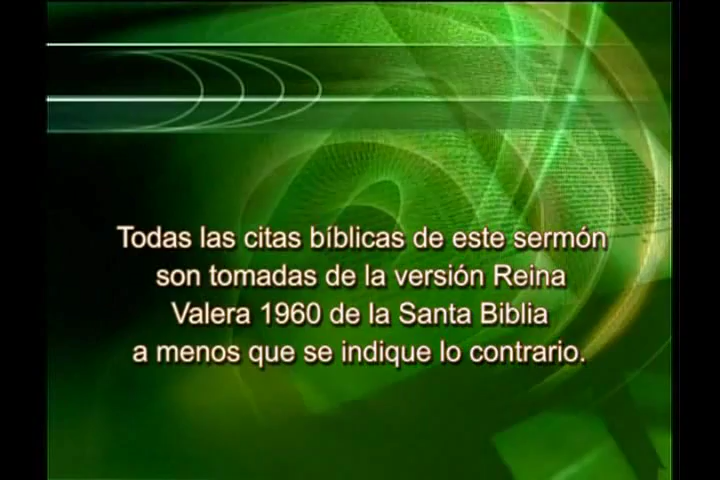 Todas las citas bíblicas de este sermón
son tomadas de la versión Reina
Valera 1960 de la Santa Biblia
a menos que se indique lo contrario.